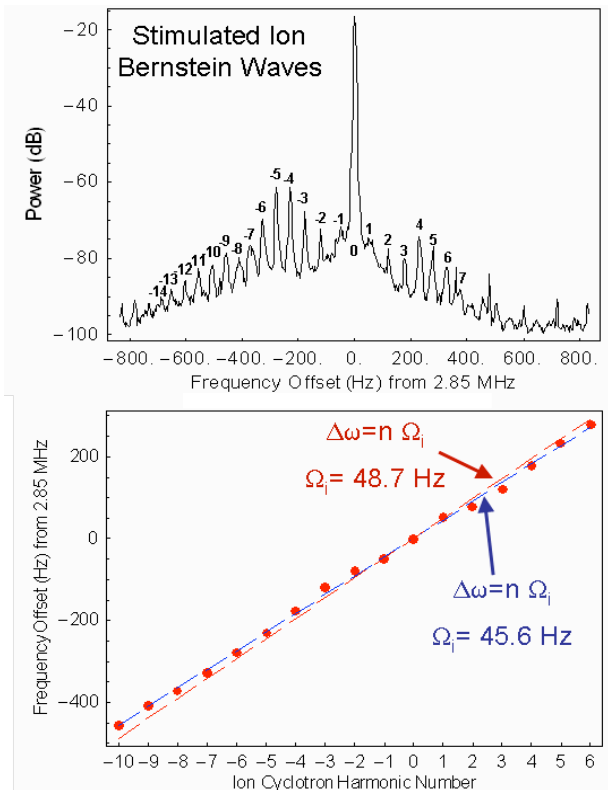 Stimulated Ion
Bernstein Waves
Power (dB)
−20
−40
−60
−80
−100
-14 -13 -12 -11 -10 -9 -8 -7 -6 -5 -4 -3 -2 -1 0 1 2 3 4 5 6 7
−800. −600. −400. −200. 0. 200. 400. 600. 800.
Frequency Offset (Hz) from 2.85 MHz
Frequency Offset (Hz) from 2.85 MHz
200
0
−200
−400
Δω=n Ωi
Ωi= 48.7 Hz
Δω=n Ωi
Ωi= 45.6 Hz
−10 −9 −8 −7 −6 −5 −4 −3 −2 −1 0 1 2 3 4 5 6
Ion Cyclotron Harmonic Number